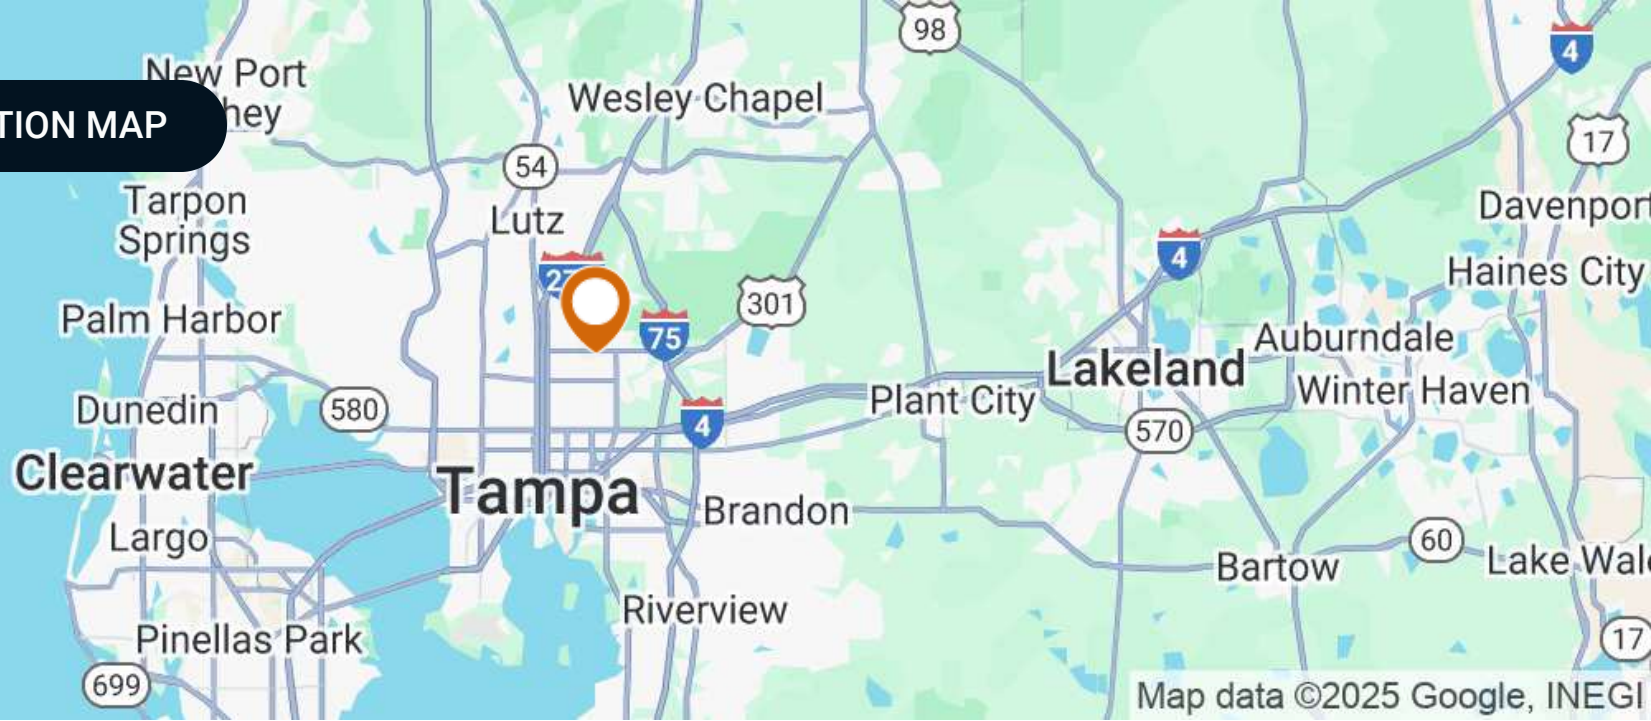 98
4
New Port
hey
Wesley Chapel
TION MAP
17
54
Tarpon
Springs
Lutz
Davenport
4
27
Haines City
301
Palm Harbor
75
Auburndale
Lakeland
Winter Haven
Dunedin
580
Plant City
4
570
Clearwater
Tampa
Brandon
Largo
60
Bartow
Lake Wal
Riverview
Pinellas Park
17
699
Map data ©2025 Google, INEGI